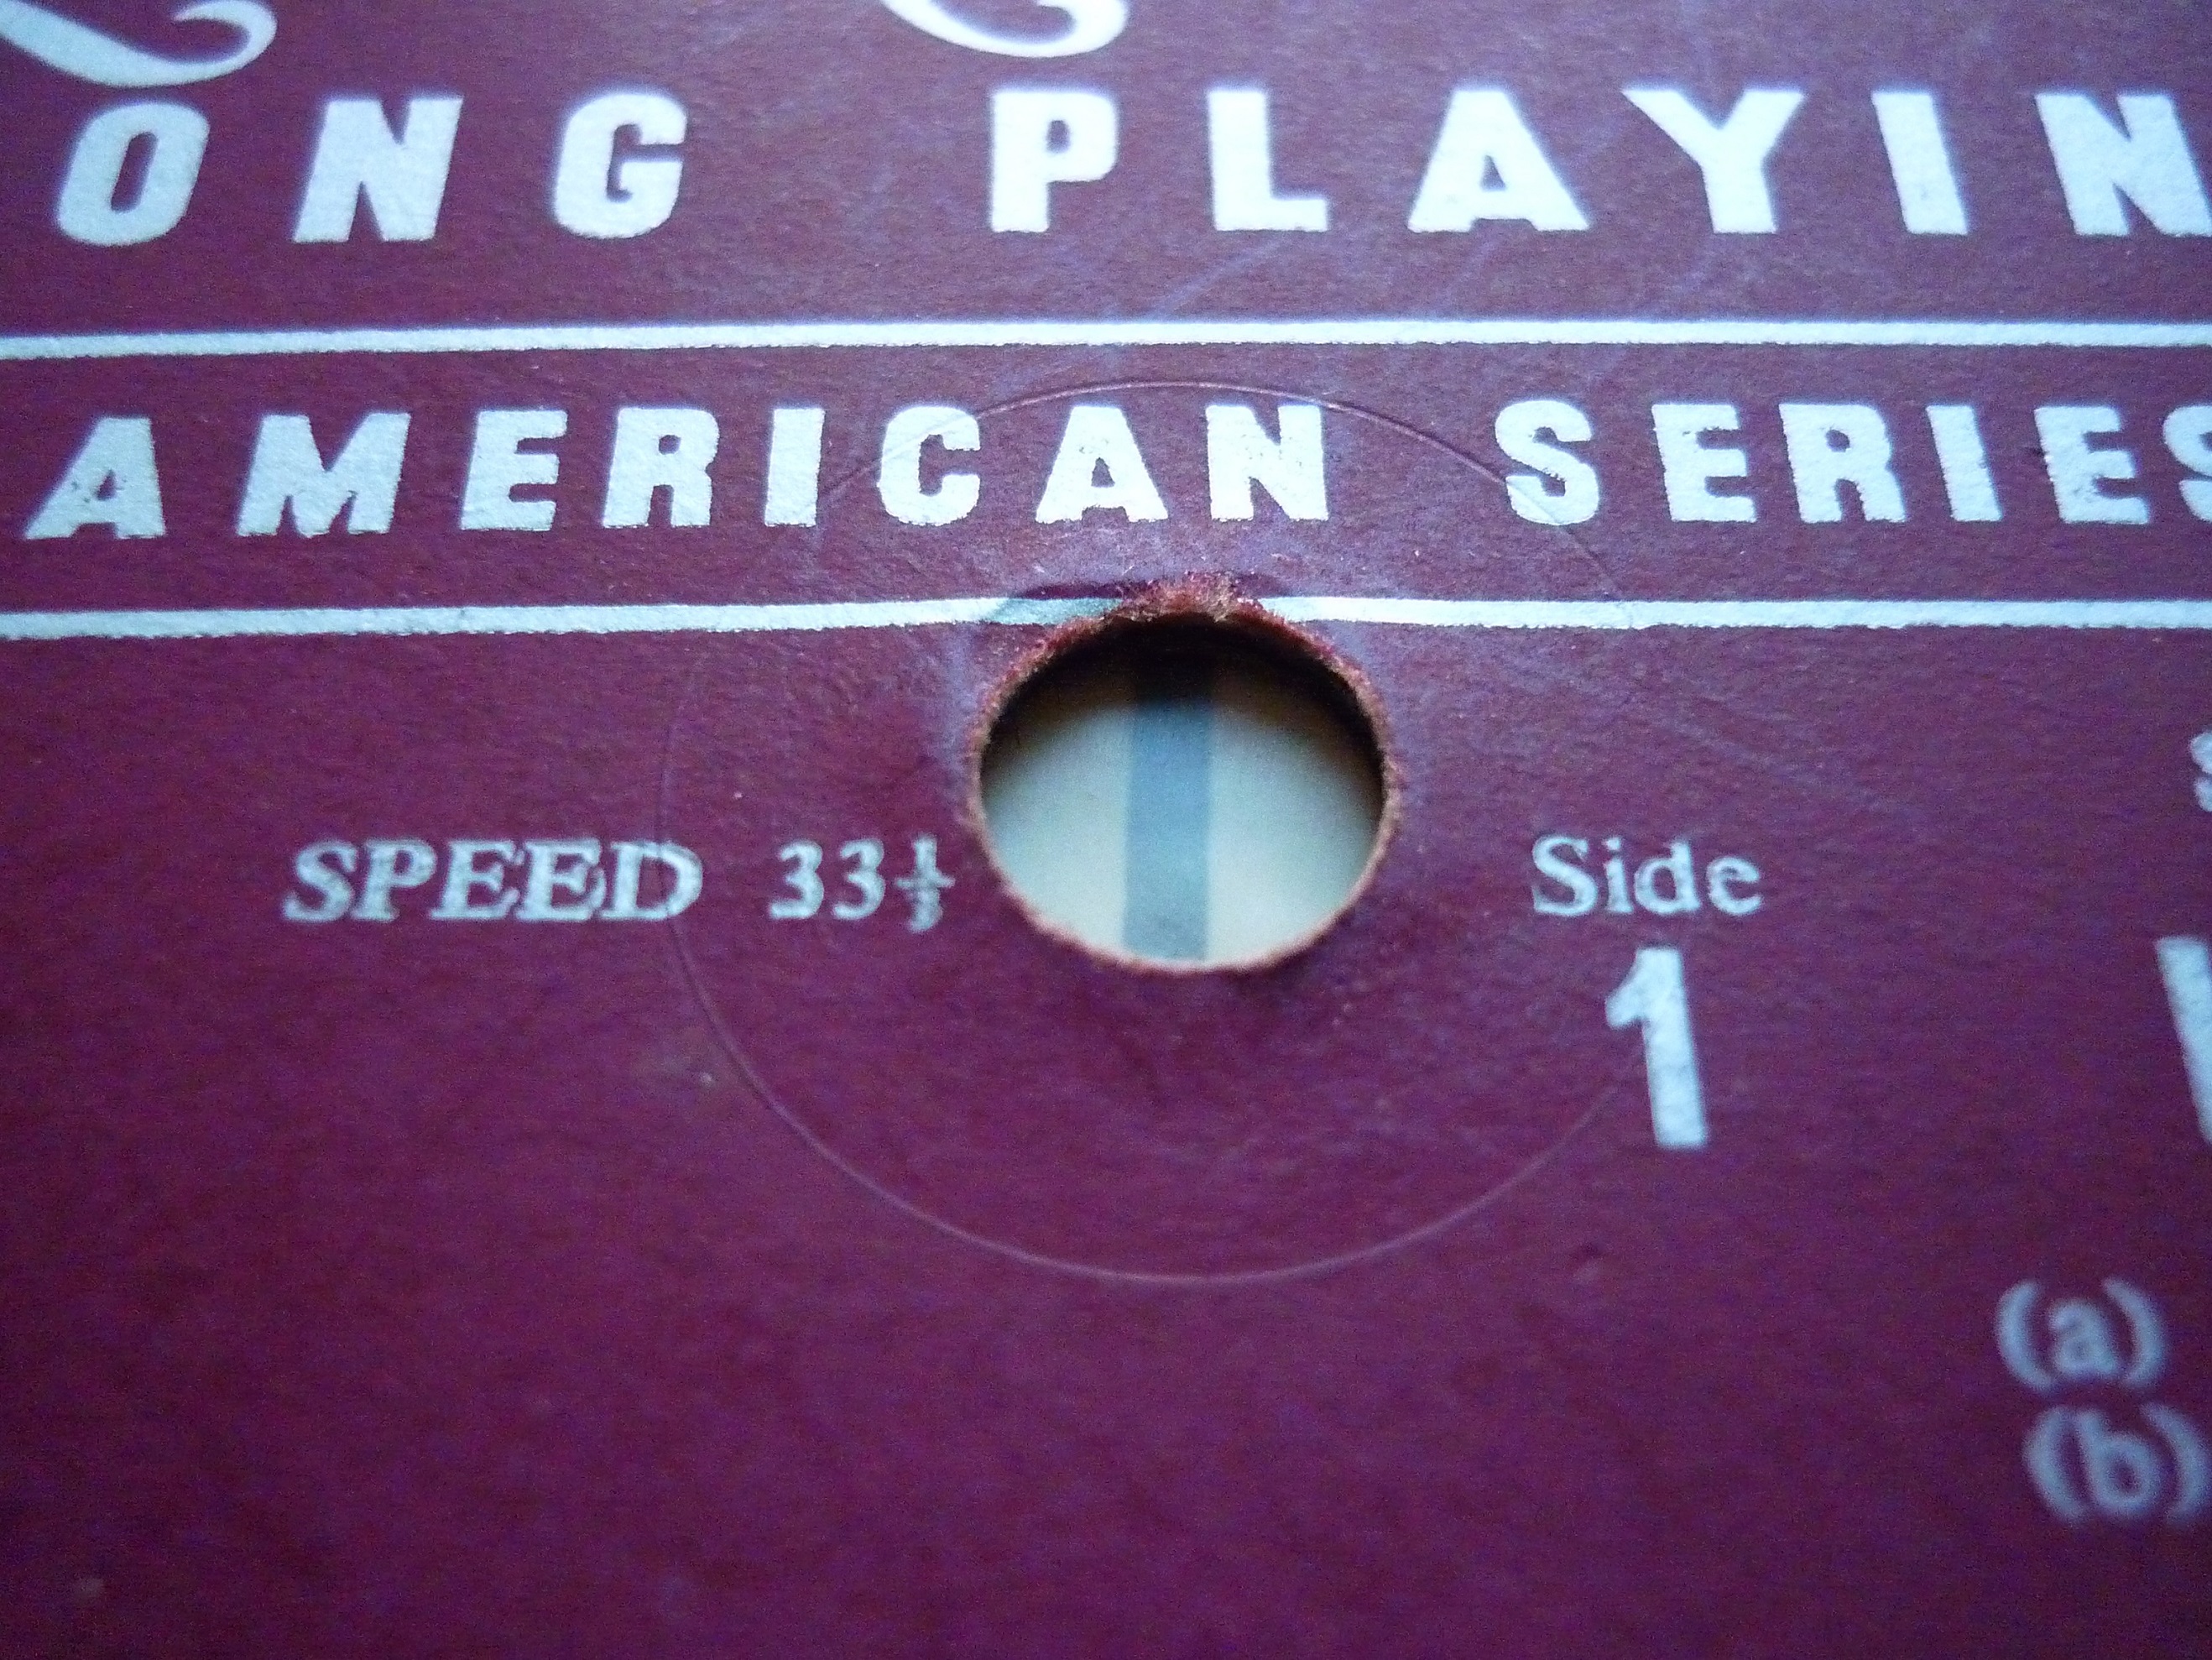 ONG PLAYIN
AMERICAN SERIES
SPEED 33⅓
Side
1
(a)
(b)